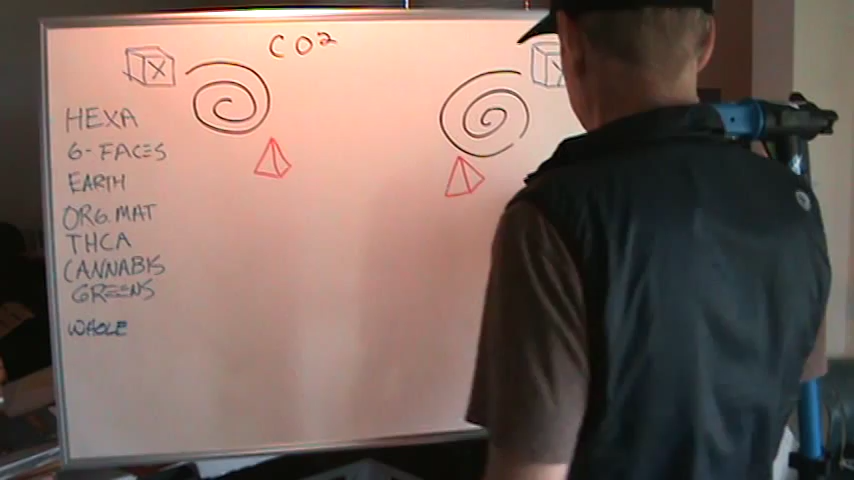 CO²
X
X
HEXA
6-FACES
EARTH
ORG. MAT
THCA
CANNABIS
GREENS
WHOLE